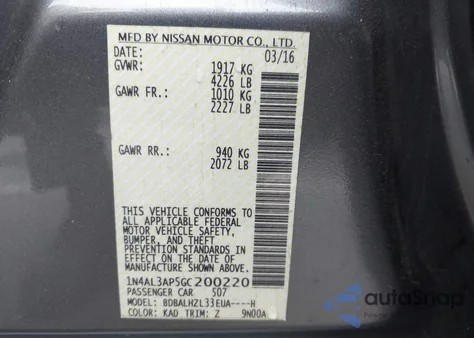 MFD BY NISSAN MOTOR CO., LTD.
DATE: 03/16
GVWR: 1917 KG
4226 LB
GAWR FR.: 1010 KG
2227 LB
GAWR RR.: 940 KG
2072 LB
THIS VEHICLE CONFORMS TO
ALL APPLICABLE FEDERAL
MOTOR VEHICLE SAFETY,
BUMPER, AND THEFT
PREVENTION STANDARDS IN
EFFECT ON THE DATE OF
MANUFACTURE SHOWN ABOVE.
1N4AL3AP5GC200220
PASSENGER CAR 507
MODEL: BDBALHZL33EUA----H
COLOR: KAD TRIM: Z 9N00A
autoSnap